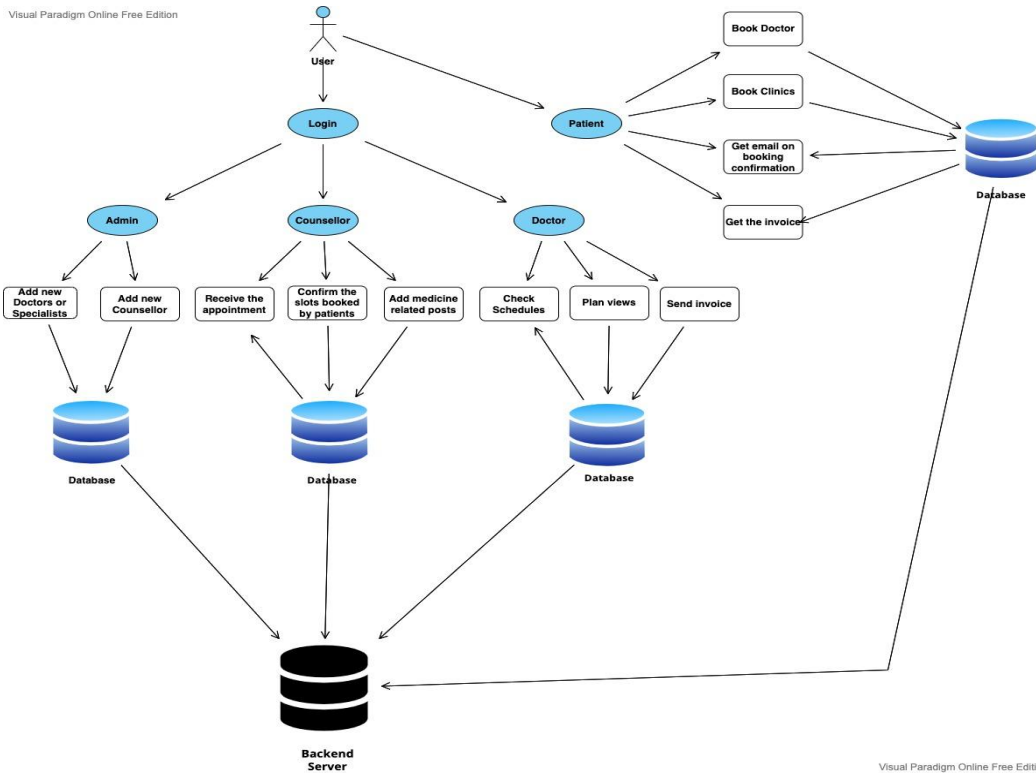 Visual Paradigm Online Free Edition
User
Book Doctor
Book Clinics
Login
Patient
Get email on
booking
confirmation
Database
Get the invoice
Admin
Counsellor
Doctor
Add new
Doctors or
Specialists
Add new
Counsellor
Receive the
appointment
Confirm the
slots booked
by patients
Add medicine
related posts
Check
Schedules
Plan views
Send invoice
Database
Database
Database
Backend
Server
Visual Paradigm Online Free Editi